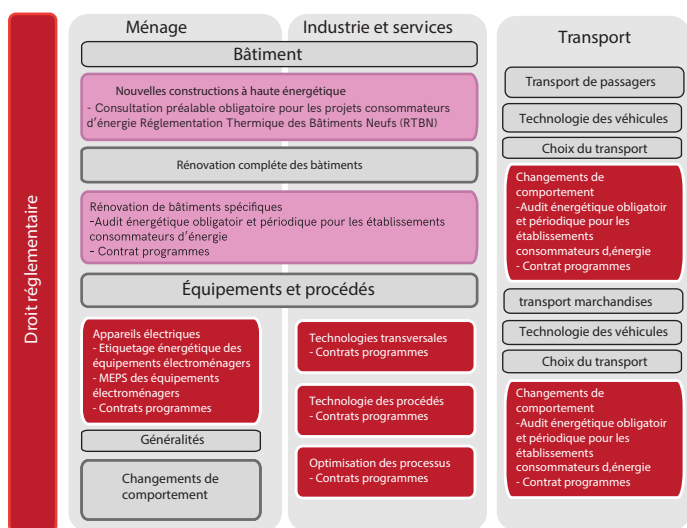 Droit réglementaire
Ménage
Industrie et services
Bâtiment
Nouvelles constructions à haute énergétique
- Consultation préalable obligatoire pour les projets consommateurs
d'énergie Réglementation Thermique des Bâtiments Neufs (RTBN)
Rénovation compléte des bâtiments
Rénovation de bâtiments spécifiques
-Audit énergétique obligatoir et périodique pour les établissements
consommateurs d'énergie
- Contrat programmes
Équipements et procédés
Appareils électriques
- Etiquetage énergétique des
équipements électroménagers
- MEPS des équipements
électroménagers
- Contrats programmes
Généralités
Changements de
comportement
Technologies transversales
- Contrats programmes
Technologie des procédés
- Contrats programmes
Optimisation des processus
- Contrats programmes
Transport
Transport de passagers
Technologie des véhicules
Choix du transport
Changements de
comportement
-Audit énergétique obligatoir
et périodique pour les
établissements
consommateurs d,énergie
- Contrat programmes
transport marchandises
Technologie des véhicules
Choix du transport
Changements de
comportement
-Audit énergétique obligatoir
et périodique pour les
établissements
consommateurs d,énergie
- Contrat programmes